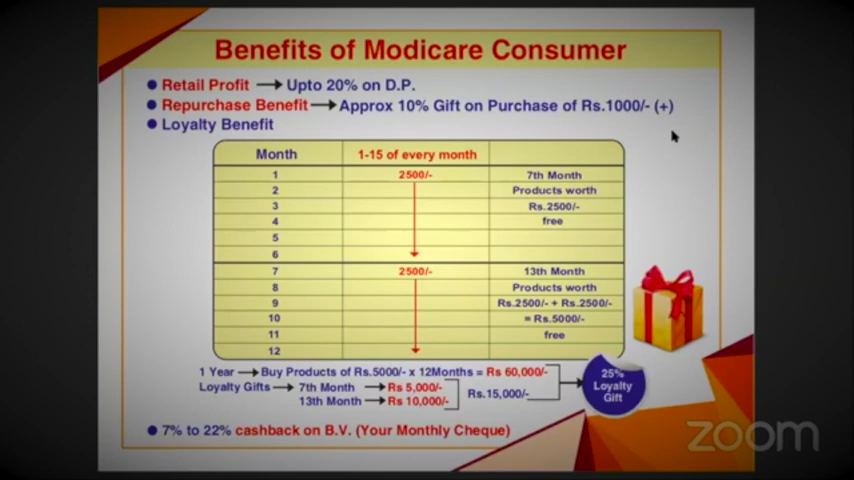 Benefits of Modicare Consumer
Retail Profit → Upto 20% on D.P.
Repurchase Benefit → Approx 10% Gift on Purchase of Rs.1000/- (+)
Loyalty Benefit
Month 1-15 of every month
1 2500/- 7th Month
2 Products worth
3 Rs.2500/-
4 free
5
6
7 2500/- 13th Month
8 Products worth
9 Rs.2500/- + Rs.2500/-
10 = Rs.5000/-
11 free
12
1 Year → Buy Products of Rs.5000/- x 12Months = Rs 60,000/-
Loyalty Gifts → 7th Month → Rs 5,000/-
13th Month → Rs 10,000/-
Rs.15,000/-
25%
Loyalty
Gift
7% to 22% cashback on B.V. (Your Monthly Cheque)
zoom